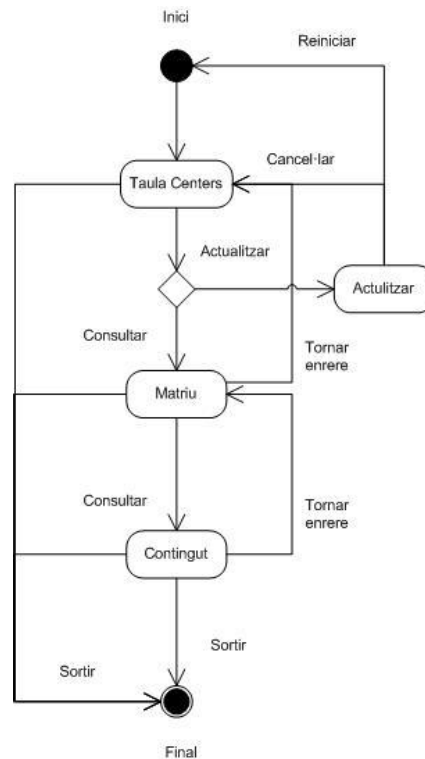 Inici
Reiniciar
Cancel·lar
Taula Centers
Actualitzar
Actulitzar
Consultar
Tornar
enrere
Matriu
Consultar
Tornar
enrere
Contingut
Sortir
Sortir
Final